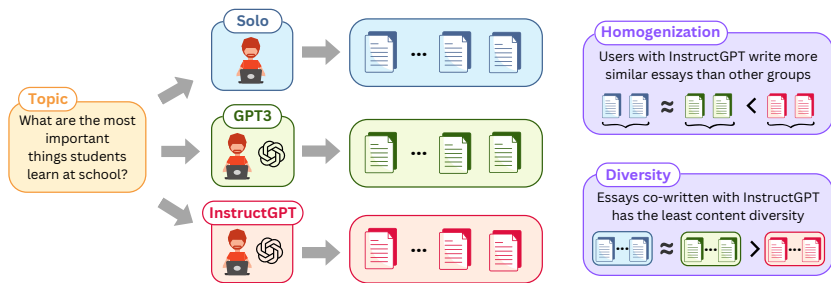 Topic
What are the most
important
things students
learn at school?
Solo
...
GPT3
...
InstructGPT
...
Homogenization
Users with InstructGPT write more
similar essays than other groups
≈ <
Diversity
Essays co-written with InstructGPT
has the least content diversity
... ≈ ... > ...